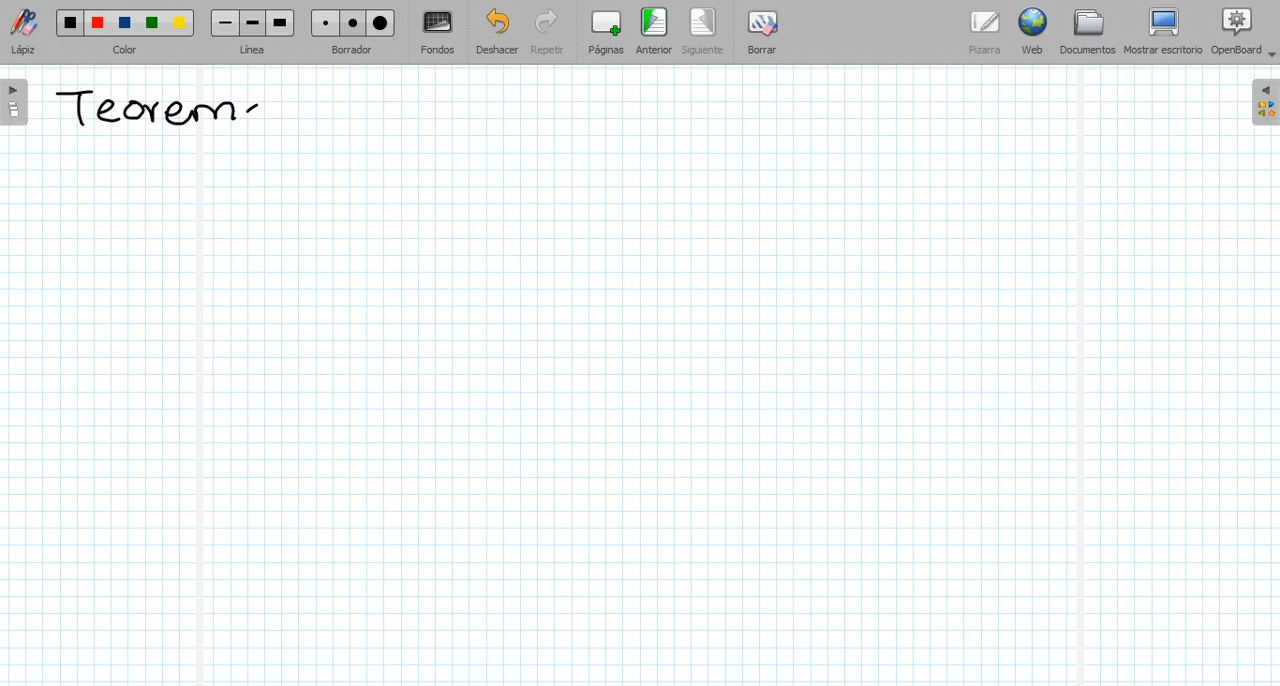 Lápiz Color Línea Borrador Fondos Deshacer Repetir Páginas Anterior Siguiente Borrar Pizarra Web Documentos Mostrar escritorio OpenBoard
Teorem